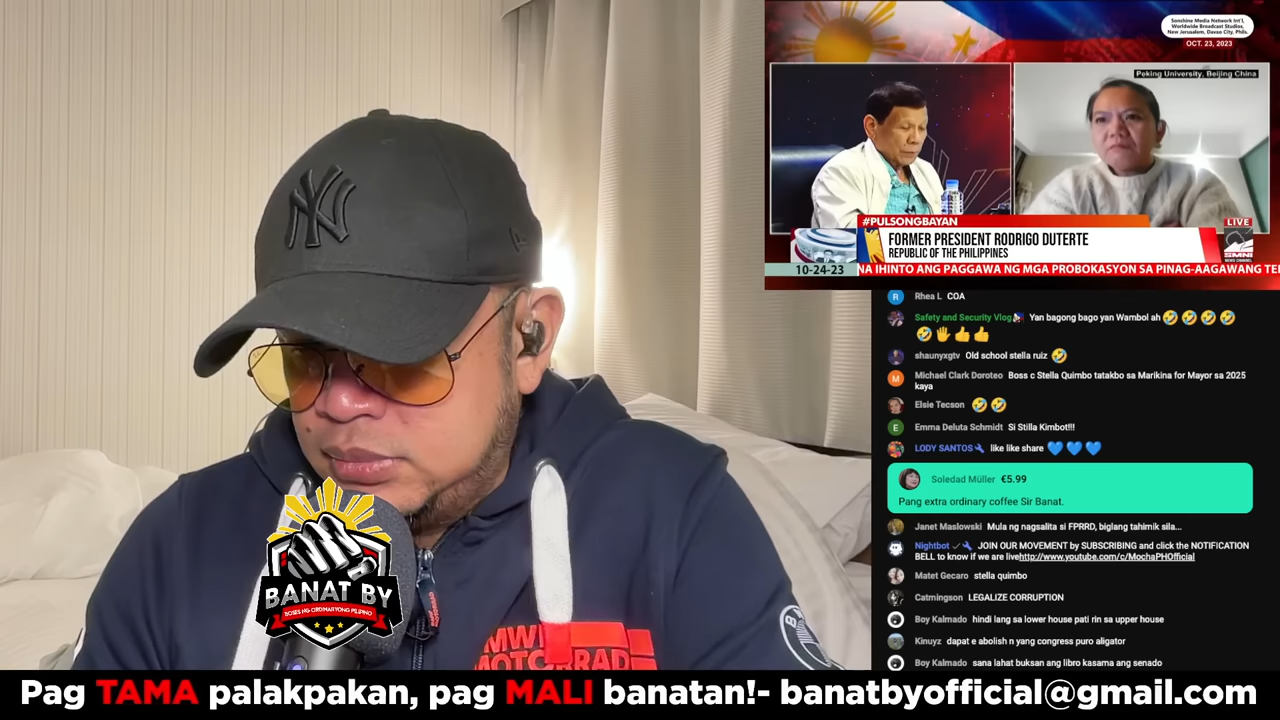 Sonshine Media Network Int'l,
Worldwide Broadcast Studios,
New Jerusalem, Davao City, Phils.
OCT. 23, 2023
Peking University, Beijing China
#PULSONGBAYAN
LIVE
FORMER PRESIDENT RODRIGO DUTERTE
REPUBLIC OF THE PHILIPPINES
SMNI
NEWS CHANNEL
10-24-23
NA IHINTO ANG PAGGAWA NG MGA PROBOKASYON SA PINAG-AAGAWANG TE
R Rhea L COA
Safety and Security Vlog Yan bagong bago yan Wambol ah 🤣 🤣 🤣 🤣
🤣 🖐 👍 👍
shaunyxgtv Old school stella ruiz 🤣
M Michael Clark Doroteo Boss c Stella Quimbo tatakbo sa Marikina for Mayor sa 2025
kaya
Elsie Tecson 🤣 🤣
E Emma Deluta Schmidt Si Stilla Kimbot!!!
LODY SANTOS like like share 💙 💙 💙
Soledad Müller €5.99
Pang extra ordinary coffee Sir Banat.
Janet Maslowski Mula ng nagsalita si FPRRD, biglang tahimik sila...
Nightbot JOIN OUR MOVEMENT by SUBSCRIBING and click the NOTIFICATION
BELL to know if we are livehttp://www.youtube.com/c/MochaPHOfficial
Matet Gecaro stella quimbo
Catmingson LEGALIZE CORRUPTION
Boy Kalmado hindi lang sa lower house pati rin sa upper house
Kinuyz dapat e abolish n yang congress puro aligator
Boy Kalmado sana lahat buksan ang libro kasama ang senado
NY
BANAT BY
BOSES NG ORDINARYONG PILIPINO
MOTORRAD
Pag TAMA palakpakan, pag MALI banatan!- banatbyofficial@gmail.com